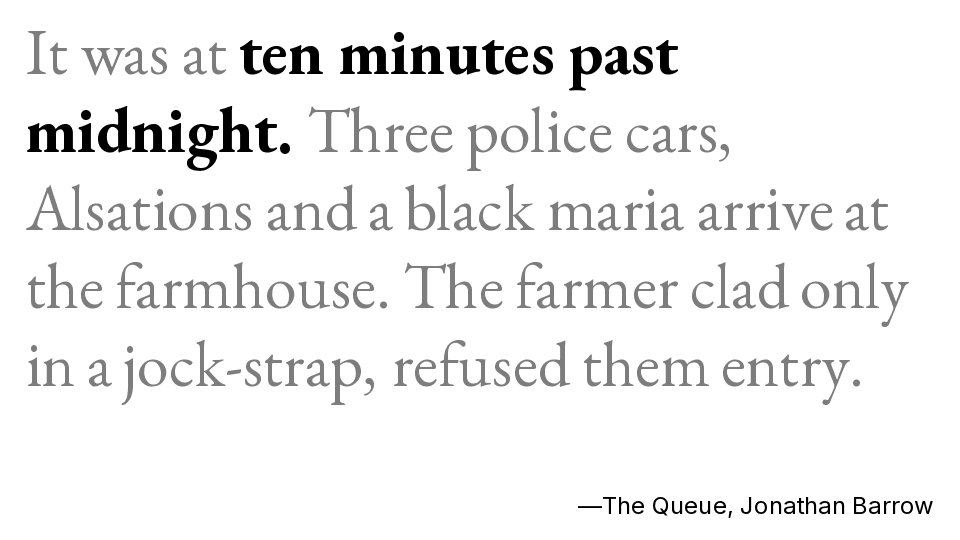 It was at ten minutes past
midnight. Three police cars,
Alsations and a black maria arrive at
the farmhouse. The farmer clad only
in a jock-strap, refused them entry.
—The Queue, Jonathan Barrow